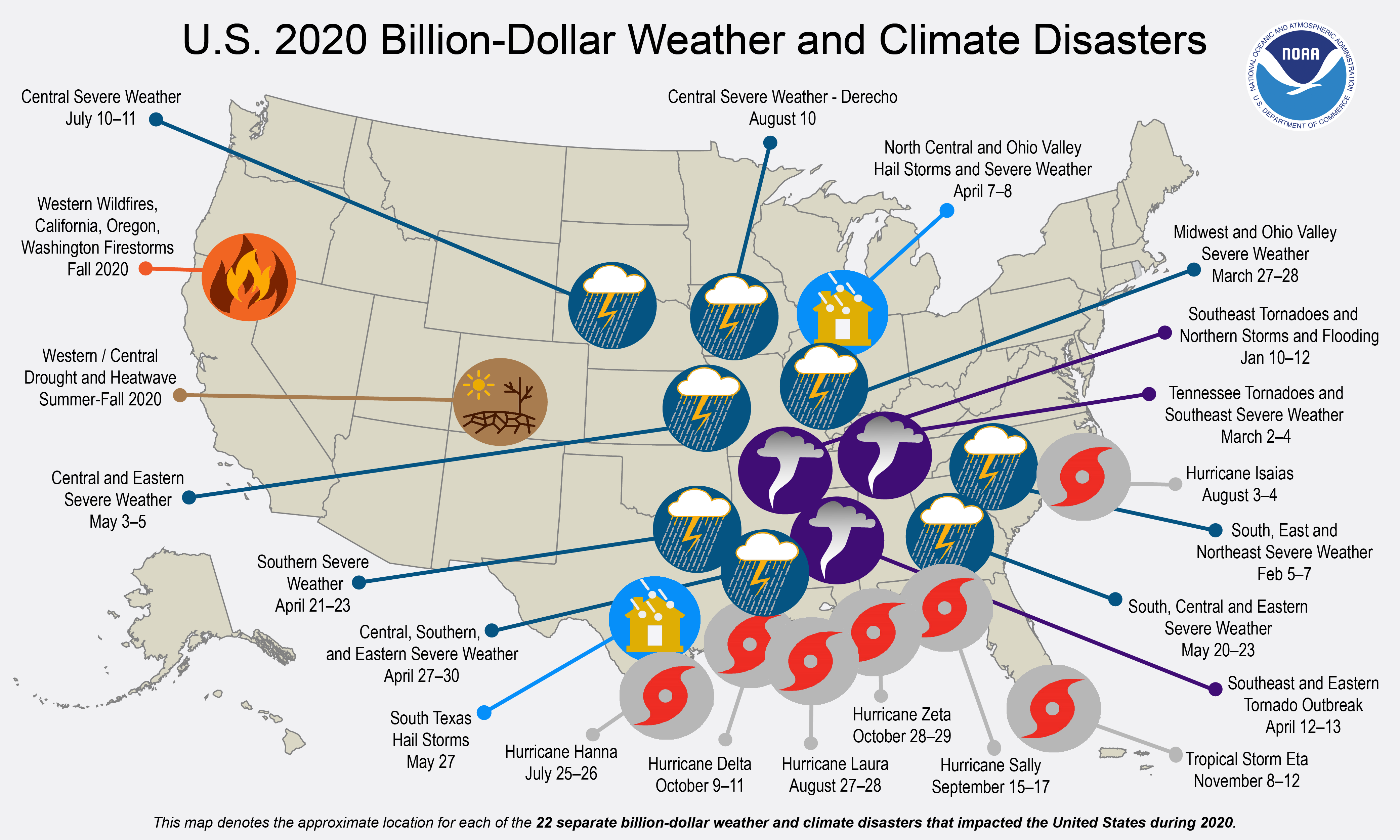 U.S. 2020 Billion-Dollar Weather and Climate Disasters
NATIONAL OCEANIC AND ATMOSPHERIC ADMINISTRATION
NOAA
U.S. DEPARTMENT OF COMMERCE
Central Severe Weather
July 10–11
Central Severe Weather - Derecho
August 10
North Central and Ohio Valley
Hail Storms and Severe Weather
April 7–8
Western Wildfires,
California, Oregon,
Washington Firestorms
Fall 2020
Midwest and Ohio Valley
Severe Weather
March 27–28
Southeast Tornadoes and
Northern Storms and Flooding
Jan 10–12
Western / Central
Drought and Heatwave
Summer-Fall 2020
Tennessee Tornadoes and
Southeast Severe Weather
March 2–4
Central and Eastern
Severe Weather
May 3–5
Hurricane Isaias
August 3–4
South, East and
Northeast Severe Weather
Feb 5–7
Southern Severe
Weather
April 21–23
South, Central and Eastern
Severe Weather
May 20–23
Central, Southern,
and Eastern Severe Weather
April 27–30
Southeast and Eastern
Tornado Outbreak
April 12–13
South Texas
Hail Storms
May 27
Hurricane Hanna
July 25–26
Hurricane Delta
October 9–11
Hurricane Laura
August 27–28
Hurricane Zeta
October 28–29
Hurricane Sally
September 15–17
Tropical Storm Eta
November 8–12
This map denotes the approximate location for each of the 22 separate billion-dollar weather and climate disasters that impacted the United States during 2020.